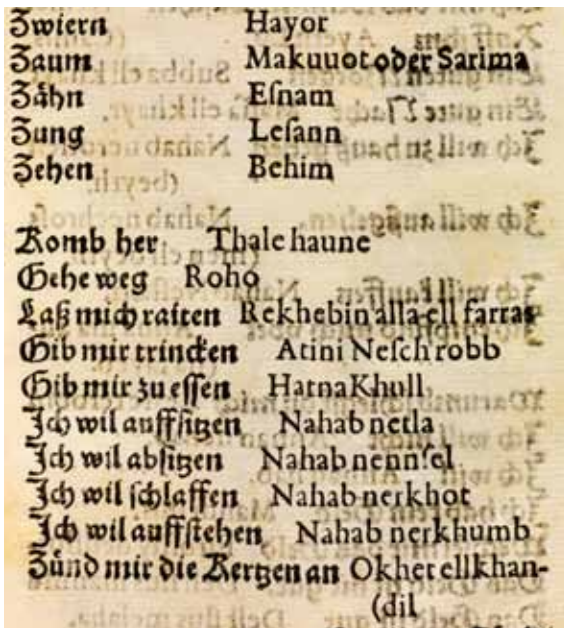 Zwiern Hayor
Zaum Makuuot oder Sarima
Zähn Eſnam
Zung Leſann
Zehen Behim
Komb her Thale haune
Gehe weg Roho
Laß mich raiten Rekhebin alla ell farras
Gib mir trincken Atini Neſch robb
Gib mir zu eſſen Hatna Khull
Ich wil auffſitzen Nahab netla
Ich wil abſitzen Nahab nennſel
Ich wil ſchlaffen Nahab nerkhot
Ich wil auffſtehen Nahab nerkhumb
Zünd mir die Kertzen an Okhet ellkhan-
(dil